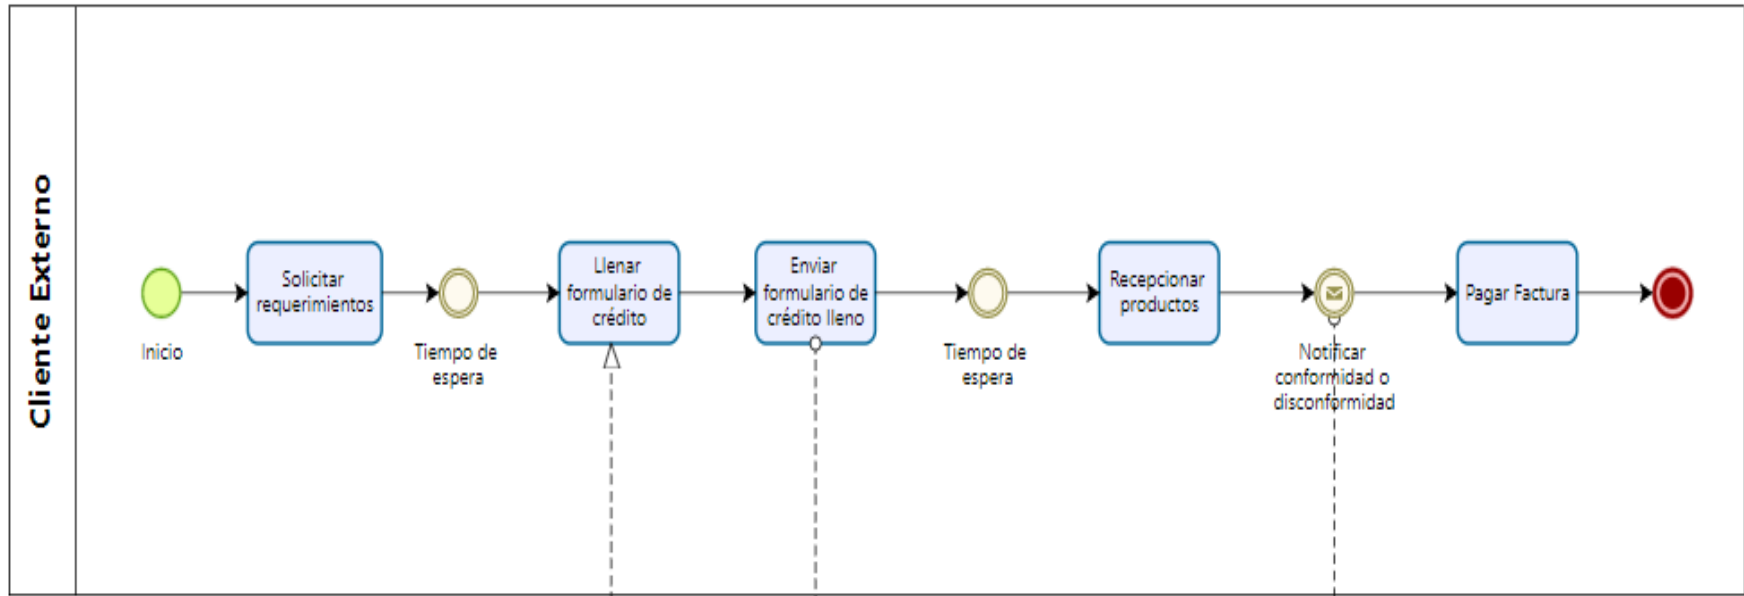 Cliente Externo
Inicio
Solicitar
requerimientos
Tiempo de
espera
Llenar
formulario de
crédito
Enviar
formulario de
crédito lleno
Tiempo de
espera
Recepcionar
productos
Notificar
conformidad o
disconformidad
Pagar Factura